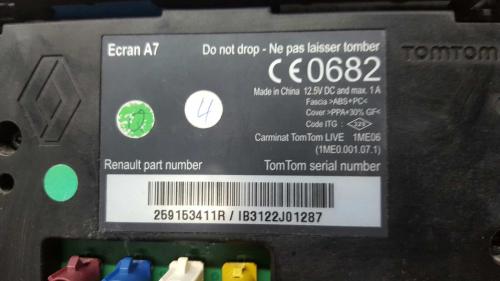 Ecran A7 Do not drop - Ne pas laisser tomber
TOMTOM
CE0682
Made in China 12.5V DC and max. 1 A
Fascia >ABS+PC<
Cover >PPA+30% GF<
Code ITG :
4
Carminat TomTom LIVE 1ME06
(1ME0.001.07.1)
Renault part number TomTom serial number
259153411R / IB3122J01287